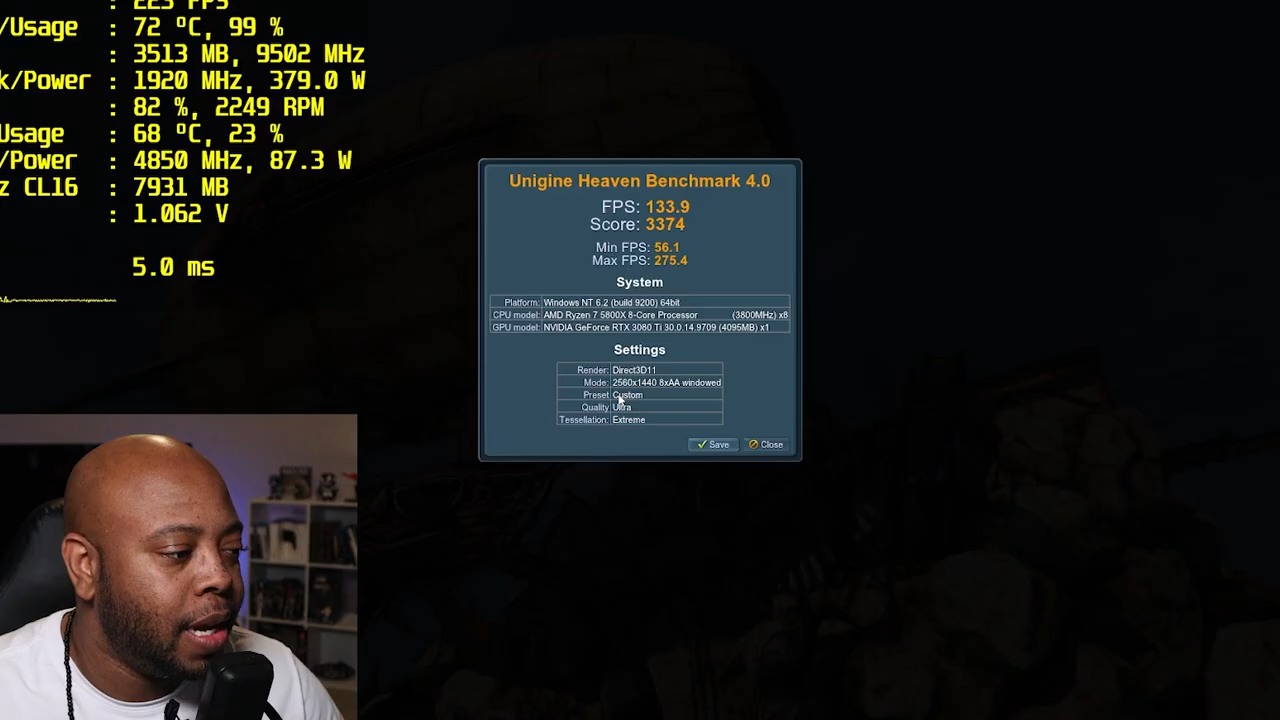 : 223 FPS
/Usage : 72 ºC, 99 %
: 3513 MB, 9502 MHz
k/Power : 1920 MHz, 379.0 W
: 82 %, 2249 RPM
Usage : 68 ºC, 23 %
/Power : 4850 MHz, 87.3 W
z CL16 : 7931 MB
: 1.062 V
5.0 ms
Unigine Heaven Benchmark 4.0
FPS: 133.9
Score: 3374
Min FPS: 56.1
Max FPS: 275.4
System
Platform: Windows NT 6.2 (build 9200) 64bit
CPU model: AMD Ryzen 7 5800X 8-Core Processor (3800MHz) x8
GPU model: NVIDIA GeForce RTX 3080 Ti 30.0.14.9709 (4095MB) x1
Settings
Render: Direct3D11
Mode: 2560x1440 8xAA windowed
Preset Custom
Quality Ultra
Tessellation: Extreme
Save Close